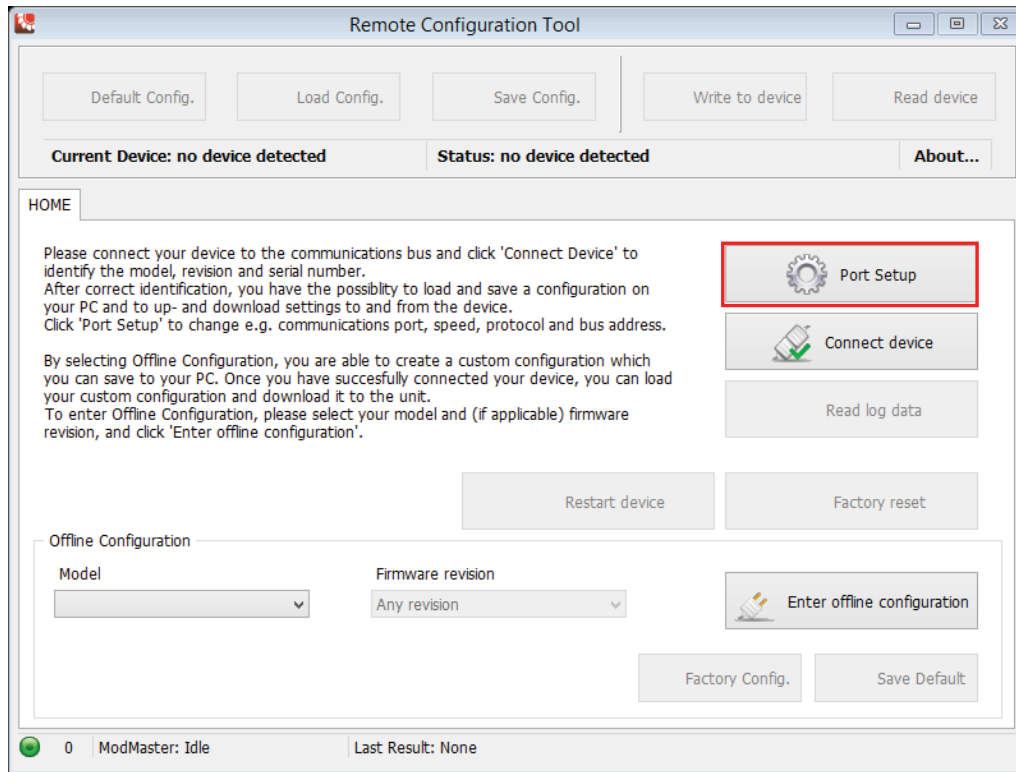 Remote Configuration Tool
Default Config.
Load Config.
Save Config.
Write to device
Read device
Current Device: no device detected
Status: no device detected
About...
HOME
Please connect your device to the communications bus and click 'Connect Device' to
identify the model, revision and serial number.
After correct identification, you have the possiblity to load and save a configuration on
your PC and to up- and download settings to and from the device.
Click 'Port Setup' to change e.g. communications port, speed, protocol and bus address.
By selecting Offline Configuration, you are able to create a custom configuration which
you can save to your PC. Once you have succesfully connected your device, you can load
your custom configuration and download it to the unit.
To enter Offline Configuration, please select your model and (if applicable) firmware
revision, and click 'Enter offline configuration'.
Port Setup
Connect device
Read log data
Restart device
Factory reset
Offline Configuration
Model
Firmware revision
Any revision
Enter offline configuration
Factory Config.
Save Default
0
ModMaster: Idle
Last Result: None